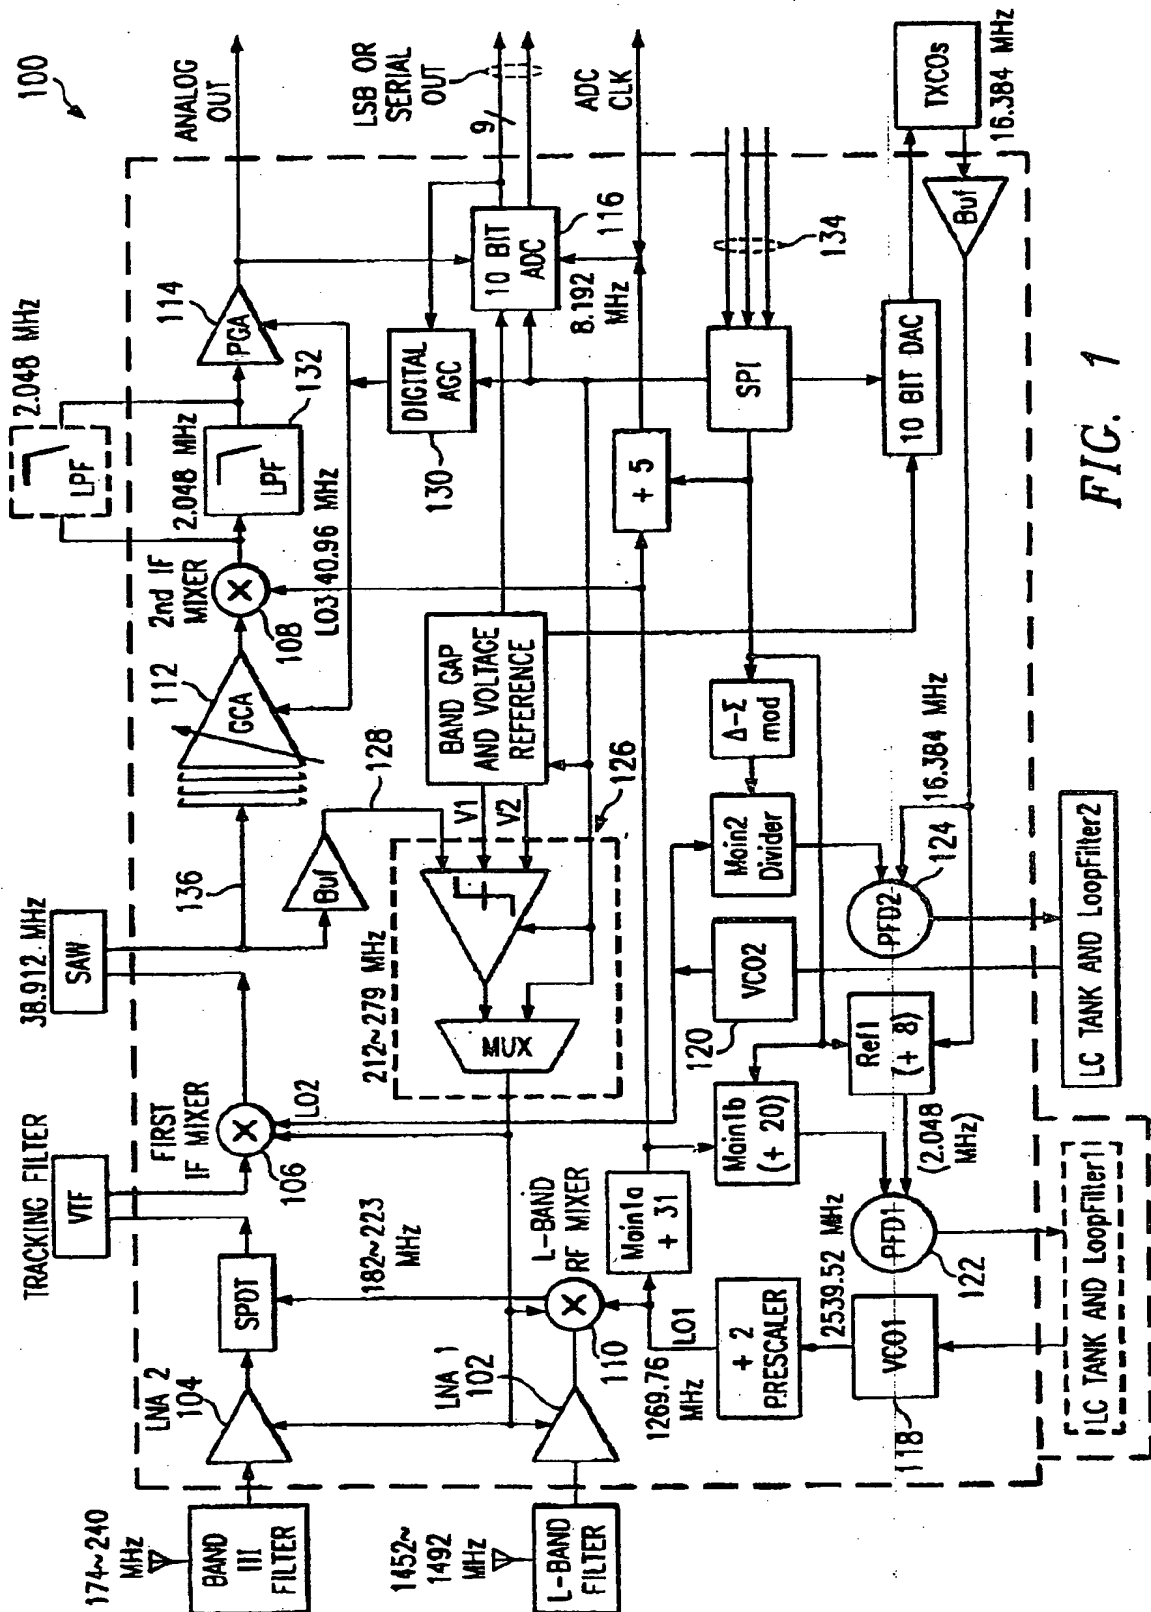 100
ANALOG
OUT
LSB OR
SERIAL
OUT
9
ADC
CLK
TXCOs
16.384 MHz
Buf
2.048 MHz
LPF
2.048 MHz
LPF
132
PGA
114
10 BIT
ADC
116
8.192
MHz
DIGITAL
AGC
130
134
SPI
10 BIT DAC
2nd IF
MIXER
108
LO3 40.96 MHz
112
GCA
+ 5
BAND GAP
AND VOLTAGE
REFERENCE
V1
V2
126
Δ-Σ
mod
16.384 MHz
38.912 MHz
SAW
136
128
Buf
212~279 MHz
MUX
Main2
Divider
VCO2
120
PFD2
124
LC TANK AND LoopFilter2
TRACKING FILTER
VTF
FIRST
IF MIXER
106
LO2
Main1b
(+ 20)
Ref1
(+ 8)
(2.048
MHz)
182~223
MHz
L-BAND
RF MIXER
110
Main1a
+ 31
PFD1
122
LC TANK AND LoopFilter1
SPDT
LNA 2
104
LNA 1
102
1269.76
MHz
LO1
+ 2
PRESCALER
2539.52 MHz
VCO1
118
174~240
MHz
BAND
III
FILTER
1452~
1492
MHz
L-BAND
FILTER
FIG. 1